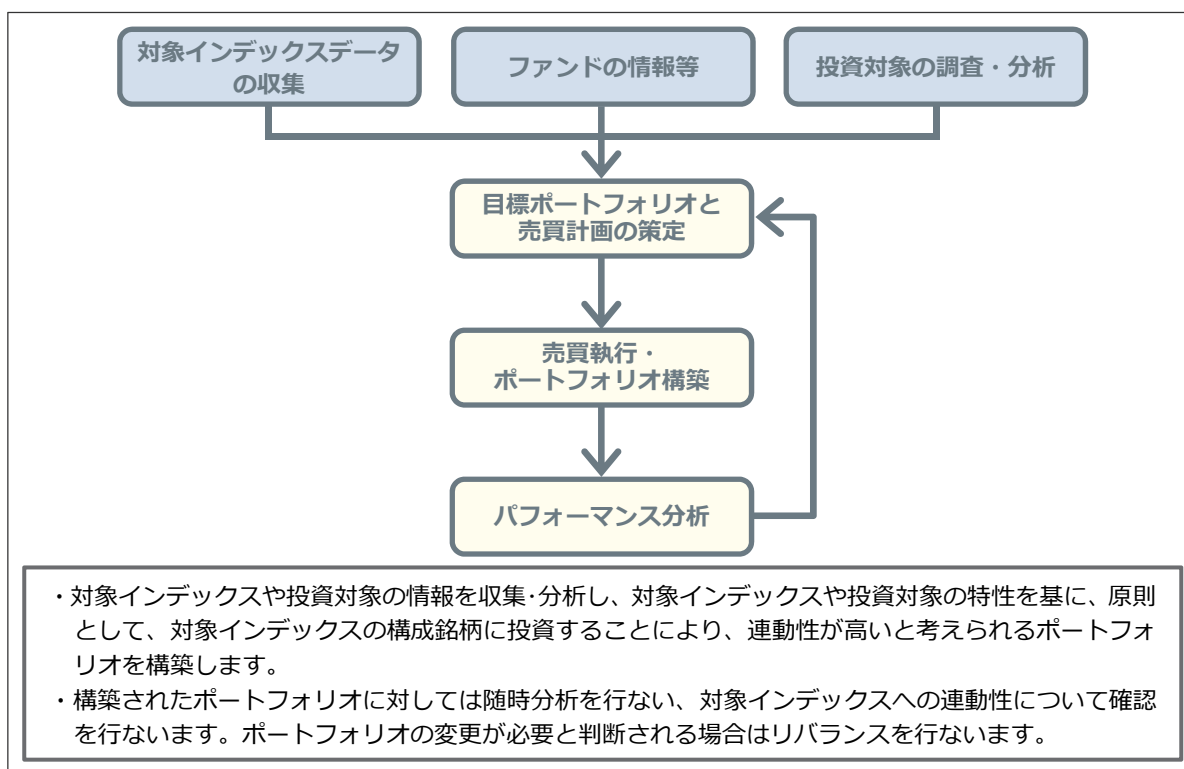 対象インデックスデータ
の収集
ファンドの情報等
投資対象の調査・分析
目標ポートフォリオと
売買計画の策定
売買執行・
ポートフォリオ構築
パフォーマンス分析
・対象インデックスや投資対象の情報を収集･分析し、対象インデックスや投資対象の特性を基に、原則
として、対象インデックスの構成銘柄に投資することにより、連動性が高いと考えられるポートフォ
リオを構築します。
・構築されたポートフォリオに対しては随時分析を行ない、対象インデックスへの連動性について確認
を行ないます。ポートフォリオの変更が必要と判断される場合はリバランスを行ないます。